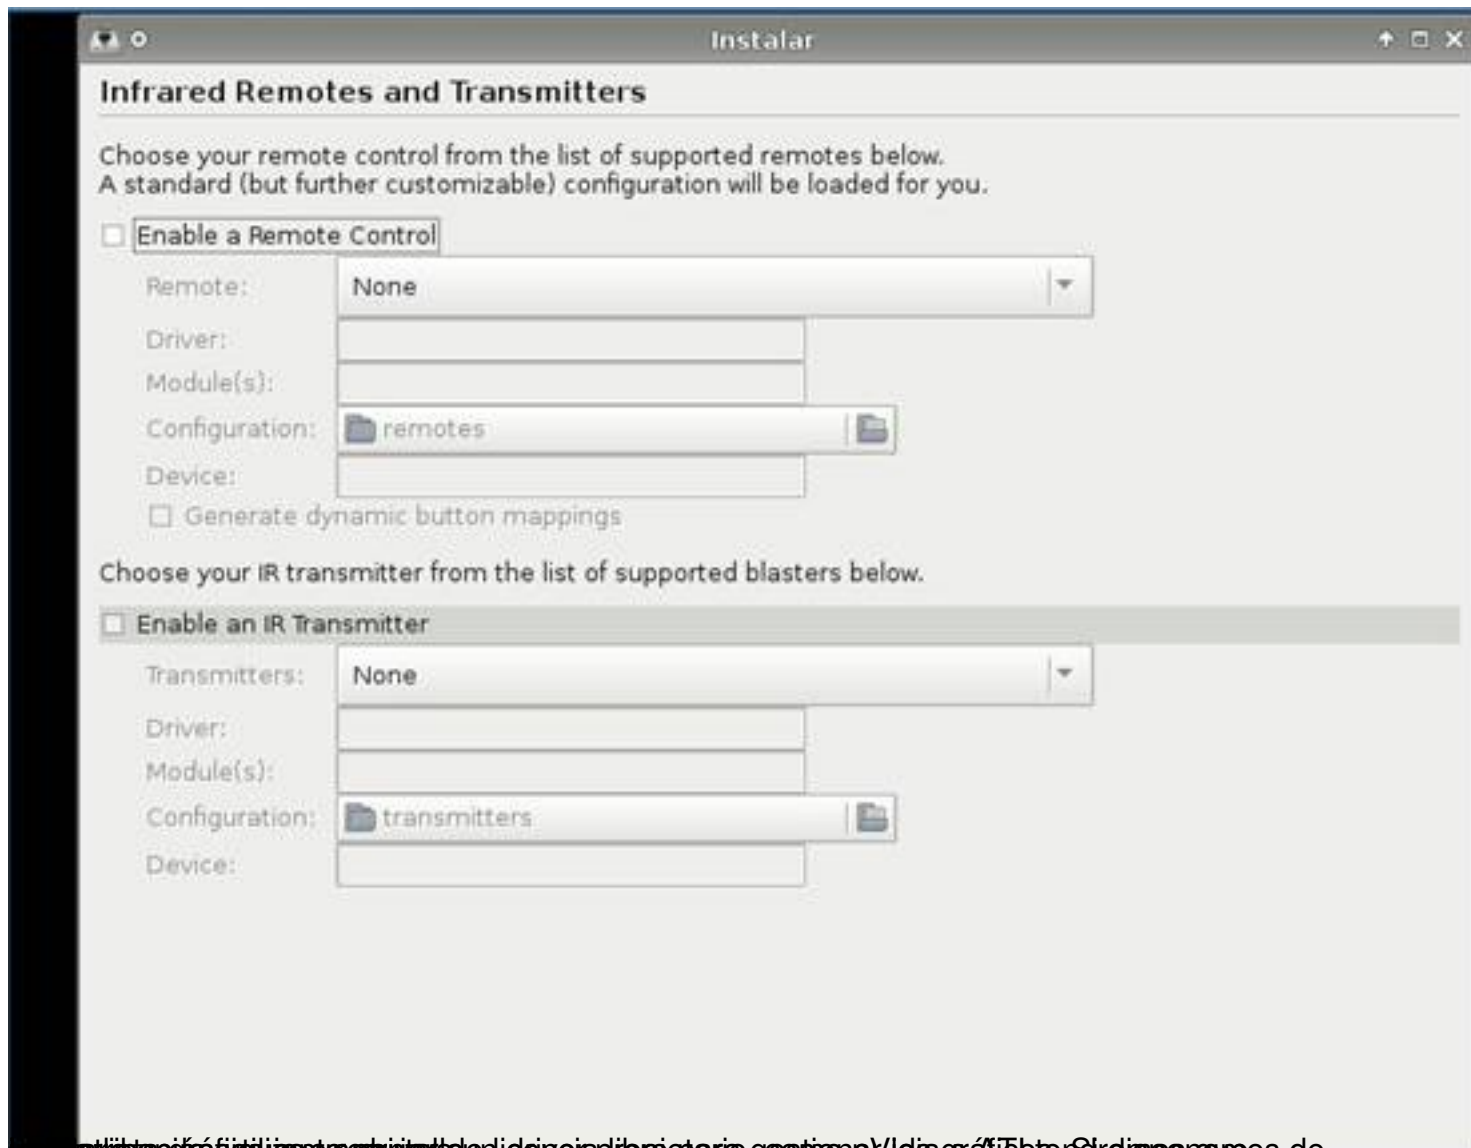 Instalar
Infrared Remotes and Transmitters
Choose your remote control from the list of supported remotes below.
A standard (but further customizable) configuration will be loaded for you.
Enable a Remote Control
Remote: None
Driver:
Module(s):
Configuration: remotes
Device:
Generate dynamic button mappings
Choose your IR transmitter from the list of supported blasters below.
Enable an IR Transmitter
Transmitters: None
Driver:
Module(s):
Configuration: transmitters
Device: